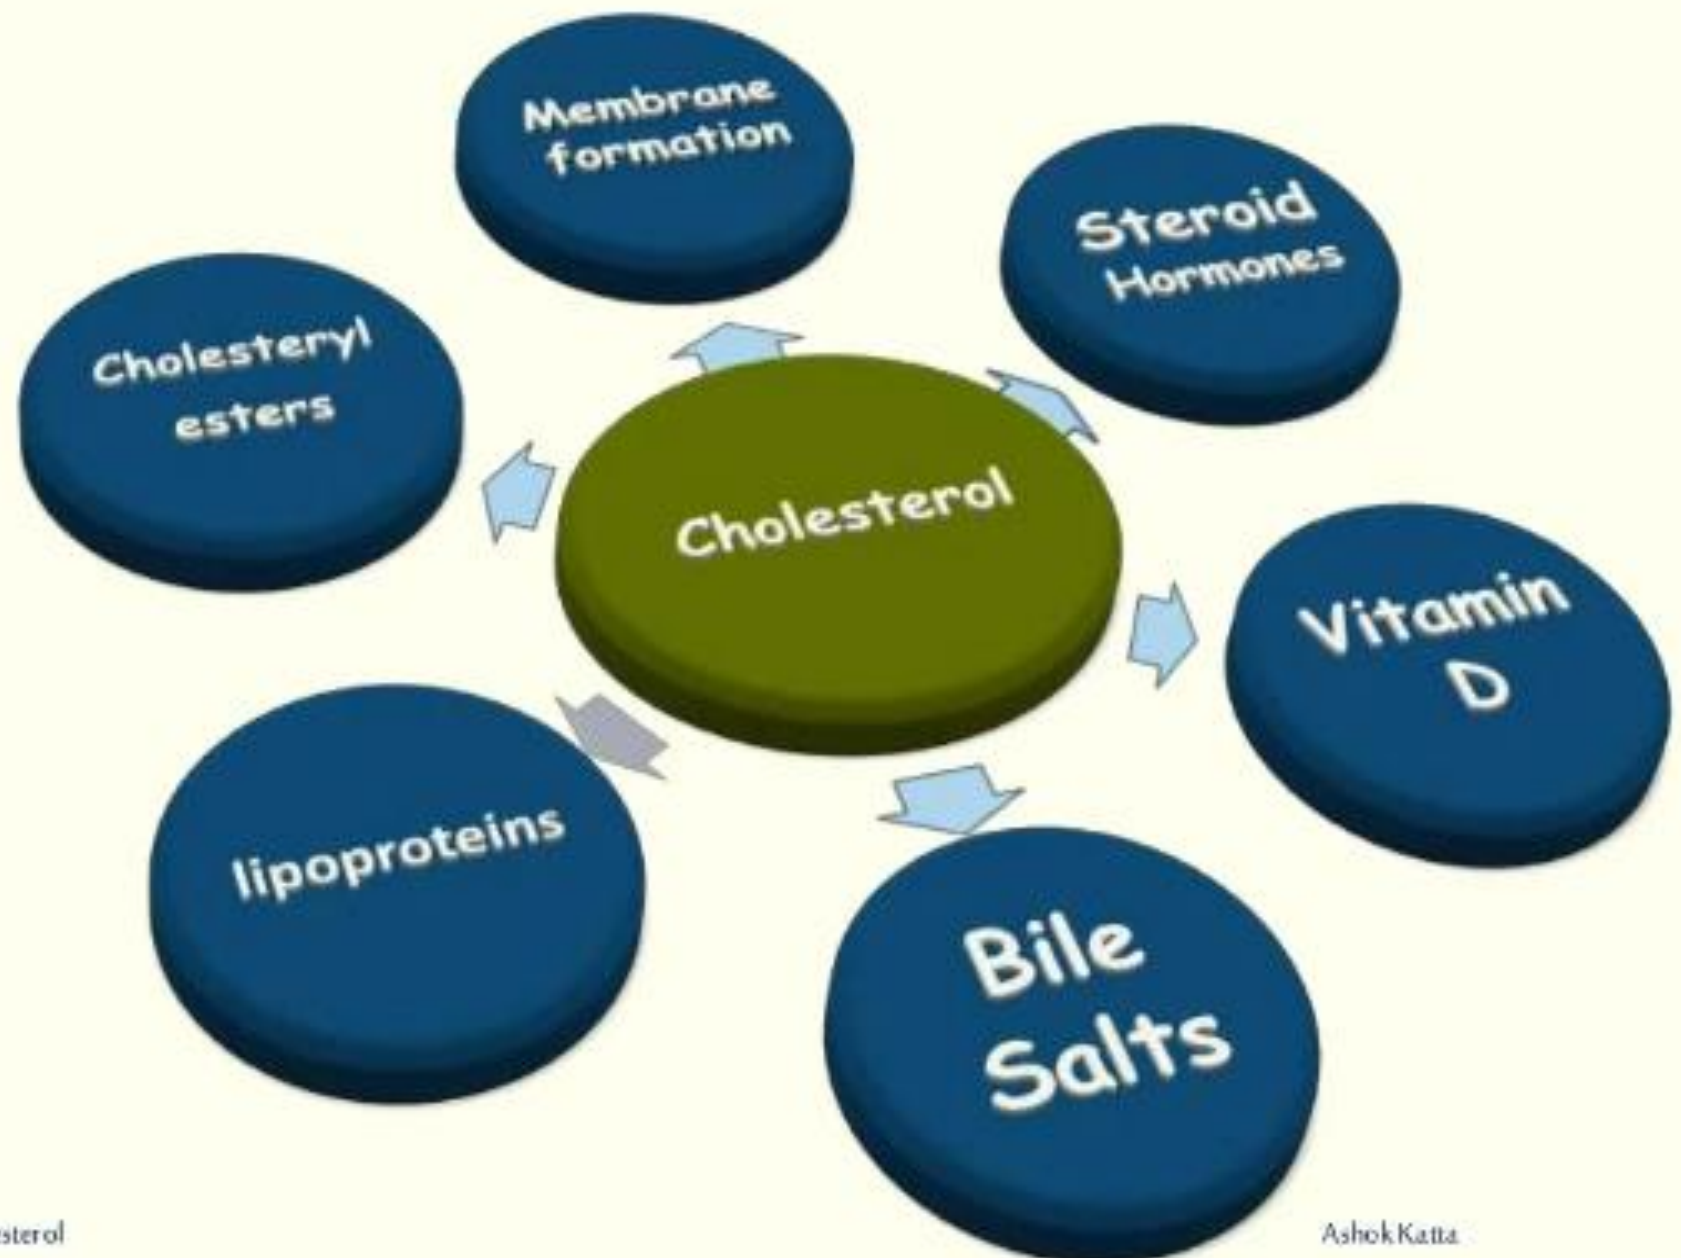 Membrane
formation
Steroid
Hormones
Cholesteryl
esters
Cholesterol
Vitamin
D
lipoproteins
Bile
Salts
sterol
Ashok Katta